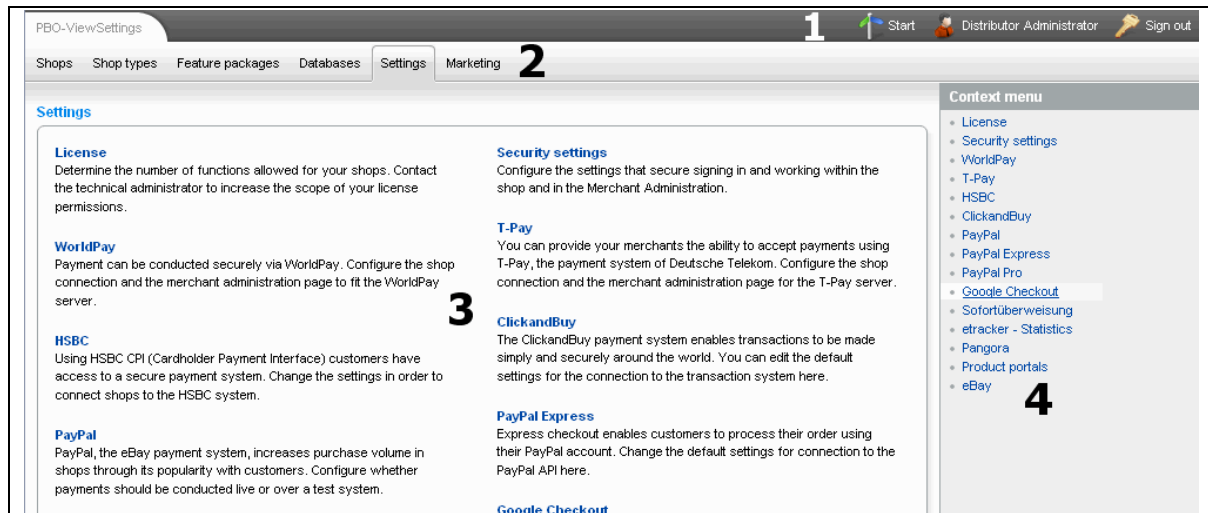 PBO-ViewSettings
1
Start
Distributor Administrator
Sign out
Shops
Shop types
Feature packages
Databases
Settings
Marketing
2
Settings
License
Determine the number of functions allowed for your shops. Contact
the technical administrator to increase the scope of your license
permissions.
WorldPay
Payment can be conducted securely via WorldPay. Configure the shop
connection and the merchant administration page to fit the WorldPay
server.
HSBC
Using HSBC CPI (Cardholder Payment Interface) customers have
access to a secure payment system. Change the settings in order to
connect shops to the HSBC system.
PayPal
PayPal, the eBay payment system, increases purchase volume in
shops through its popularity with customers. Configure whether
payments should be conducted live or over a test system.
3
Security settings
Configure the settings that secure signing in and working within the
shop and in the Merchant Administration.
T-Pay
You can provide your merchants the ability to accept payments using
T-Pay, the payment system of Deutsche Telekom. Configure the shop
connection and the merchant administration page for the T-Pay server.
ClickandBuy
The ClickandBuy payment system enables transactions to be made
simply and securely around the world. You can edit the default
settings for the connection to the transaction system here.
PayPal Express
Express checkout enables customers to process their order using
their PayPal account. Change the default settings for connection to the
PayPal API here.
Google Checkout
Context menu
License
Security settings
WorldPay
T-Pay
HSBC
ClickandBuy
PayPal
PayPal Express
PayPal Pro
Google Checkout
Sofortüberweisung
etracker - Statistics
Pangora
Product portals
eBay
4